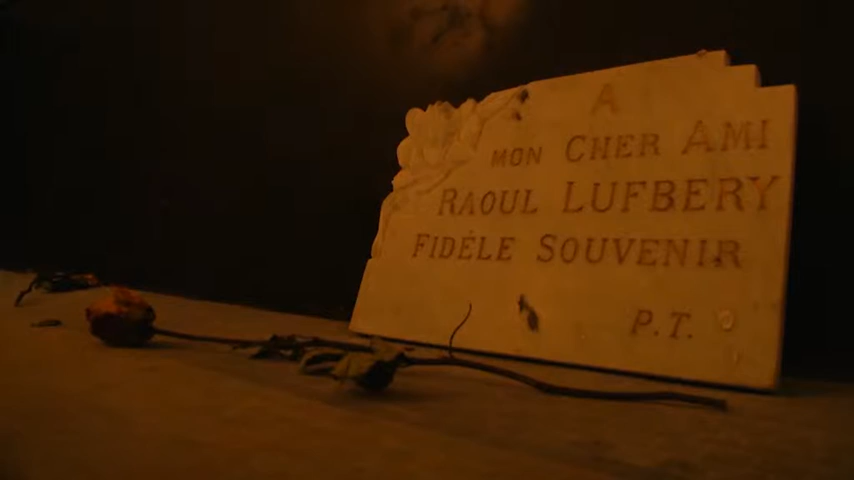 A
MON CHER AMI
RAOUL LUFBERY
FIDÈLE SOUVENIR
P.T.